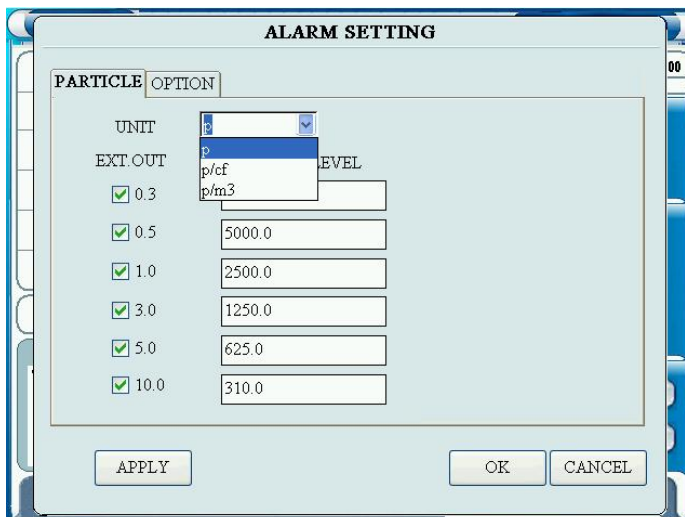 ALARM SETTING
00
PARTICLE OPTION
UNIT p
p
EXT.OUT LEVEL
p/cf
p/m3
0.3
0.5 5000.0
1.0 2500.0
3.0 1250.0
5.0 625.0
10.0 310.0
APPLY OK CANCEL